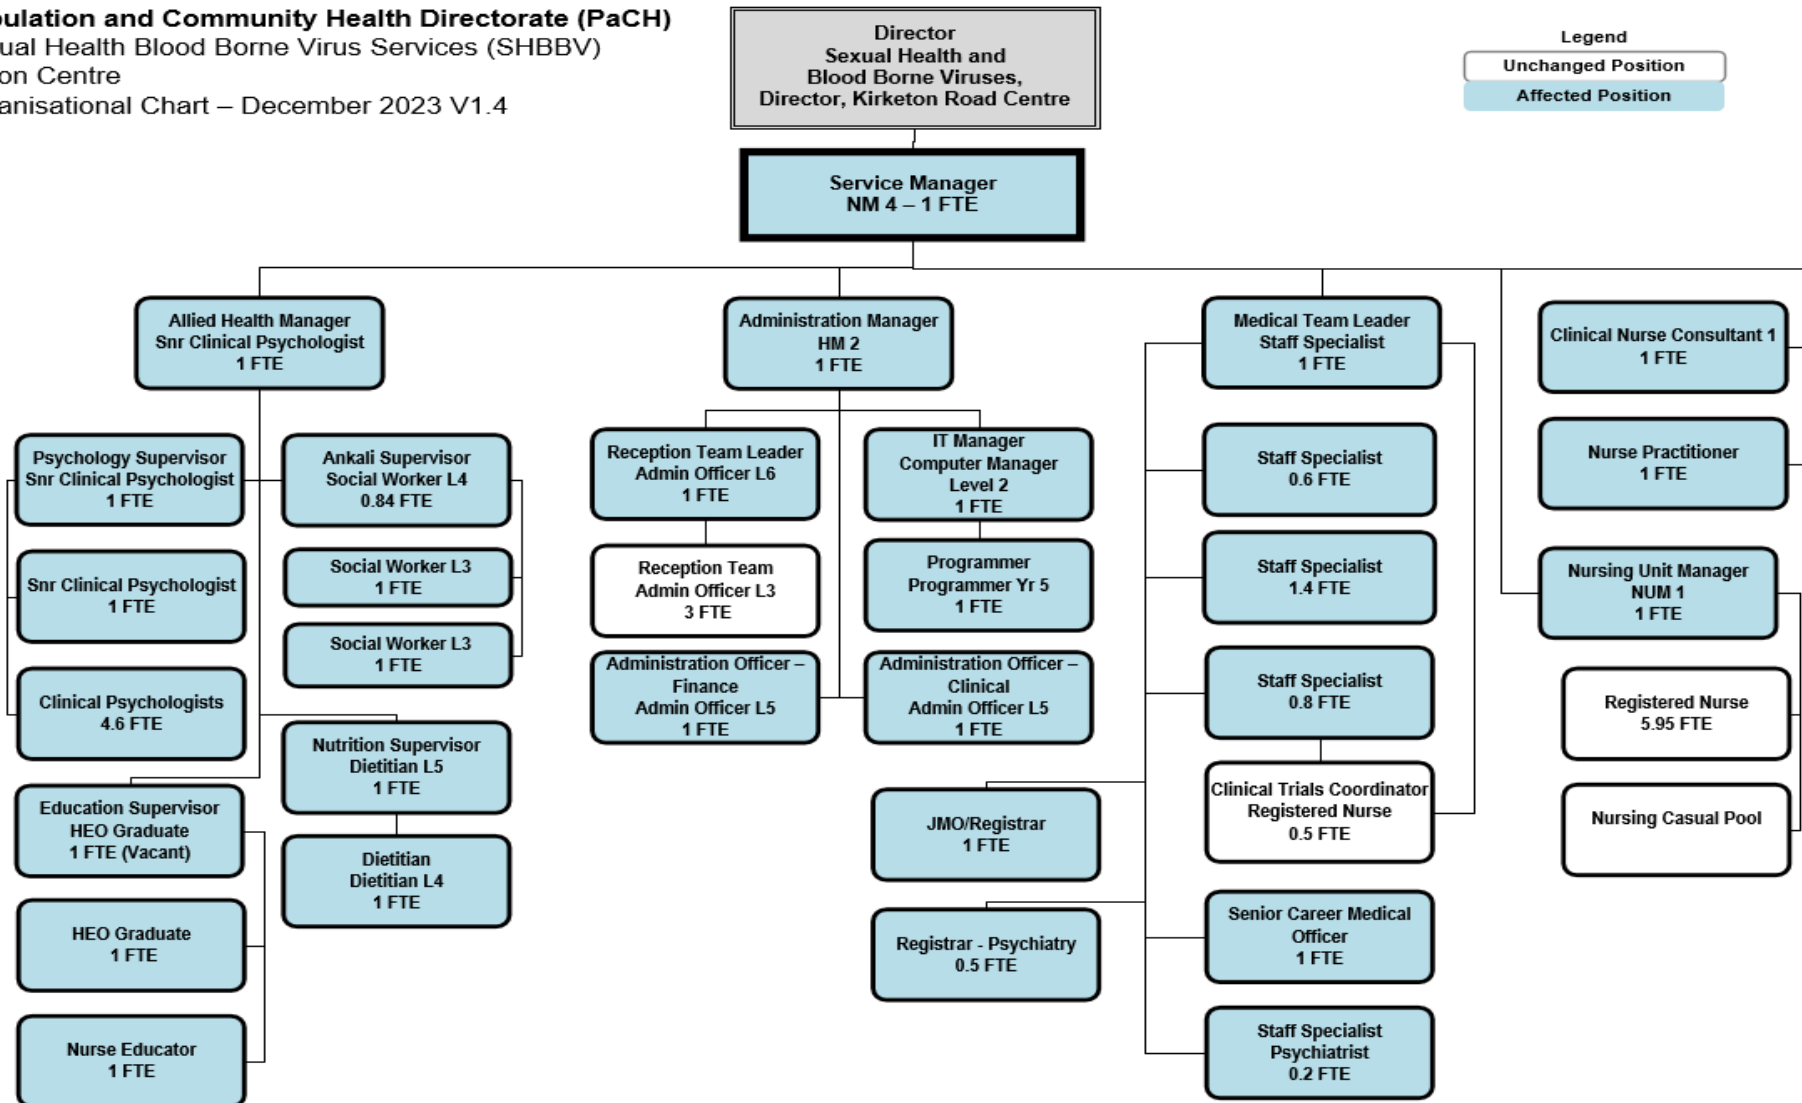 pulation and Community Health Directorate (PaCH)
ual Health Blood Borne Virus Services (SHBBV)
on Centre
anisational Chart – December 2023 V1.4
Director
Sexual Health and
Blood Borne Viruses,
Director, Kirketon Road Centre
Legend
Unchanged Position
Affected Position
Service Manager
NM 4 – 1 FTE
Allied Health Manager
Snr Clinical Psychologist
1 FTE
Administration Manager
HM 2
1 FTE
Medical Team Leader
Staff Specialist
1 FTE
Clinical Nurse Consultant 1
1 FTE
Psychology Supervisor
Snr Clinical Psychologist
1 FTE
Ankali Supervisor
Social Worker L4
0.84 FTE
Reception Team Leader
Admin Officer L6
1 FTE
IT Manager
Computer Manager
Level 2
1 FTE
Staff Specialist
0.6 FTE
Nurse Practitioner
1 FTE
Snr Clinical Psychologist
1 FTE
Social Worker L3
1 FTE
Reception Team
Admin Officer L3
3 FTE
Programmer
Programmer Yr 5
1 FTE
Staff Specialist
1.4 FTE
Nursing Unit Manager
NUM 1
1 FTE
Social Worker L3
1 FTE
Clinical Psychologists
4.6 FTE
Administration Officer –
Finance
Admin Officer L5
1 FTE
Administration Officer –
Clinical
Admin Officer L5
1 FTE
Staff Specialist
0.8 FTE
Registered Nurse
5.95 FTE
Nutrition Supervisor
Dietitian L5
1 FTE
Education Supervisor
HEO Graduate
1 FTE (Vacant)
JMO/Registrar
1 FTE
Clinical Trials Coordinator
Registered Nurse
0.5 FTE
Nursing Casual Pool
Dietitian
Dietitian L4
1 FTE
HEO Graduate
1 FTE
Registrar - Psychiatry
0.5 FTE
Senior Career Medical
Officer
1 FTE
Nurse Educator
1 FTE
Staff Specialist
Psychiatrist
0.2 FTE